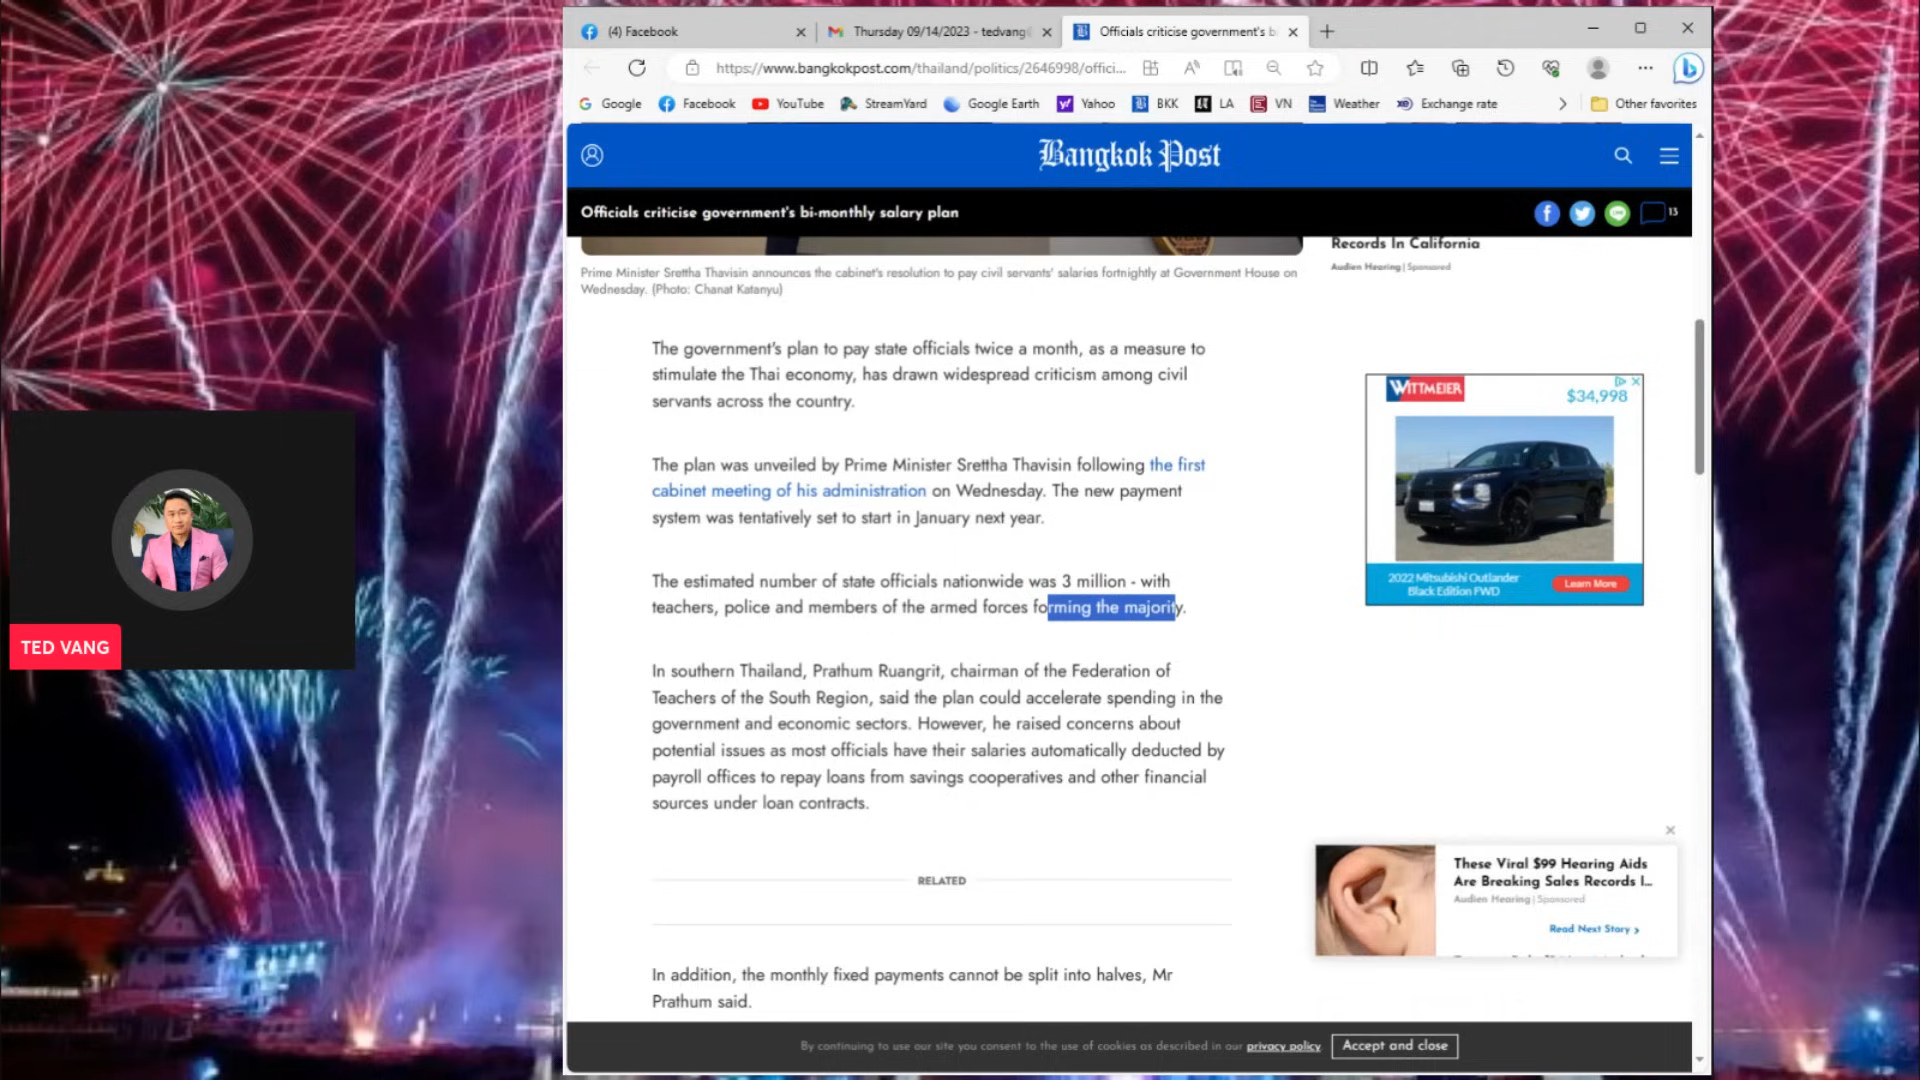 (4) Facebook
Thursday 09/14/2023 - tedvang
Officials criticise government's b
https://www.bangkokpost.com/thailand/politics/2646998/offici...
Google
Facebook
YouTube
StreamYard
Google Earth
Yahoo
BKK
LA
VN
Weather
Exchange rate
Other favorites
Bangkok Post
Officials criticise government's bi-monthly salary plan
13
Prime Minister Srettha Thavisin announces the cabinet's resolution to pay civil servants' salaries fortnightly at Government House on
Wednesday. (Photo: Chanat Katanyu)
Records In California
Audien Hearing | Sponsored
The government's plan to pay state officials twice a month, as a measure to
stimulate the Thai economy, has drawn widespread criticism among civil
servants across the country.
The plan was unveiled by Prime Minister Srettha Thavisin following the first
cabinet meeting of his administration on Wednesday. The new payment
system was tentatively set to start in January next year.
The estimated number of state officials nationwide was 3 million - with
teachers, police and members of the armed forces forming the majority.
In southern Thailand, Prathum Ruangrit, chairman of the Federation of
Teachers of the South Region, said the plan could accelerate spending in the
government and economic sectors. However, he raised concerns about
potential issues as most officials have their salaries automatically deducted by
payroll offices to repay loans from savings cooperatives and other financial
sources under loan contracts.
RELATED
In addition, the monthly fixed payments cannot be split into halves, Mr
Prathum said.
WITTMEIER
$34,998
2022 Mitsubishi Outlander
Black Edition FWD
Learn More
These Viral $99 Hearing Aids
Are Breaking Sales Records I...
Audien Hearing | Sponsored
Read Next Story >
By continuing to use our site you consent to the use of cookies as described in our privacy policy
Accept and close
TED VANG